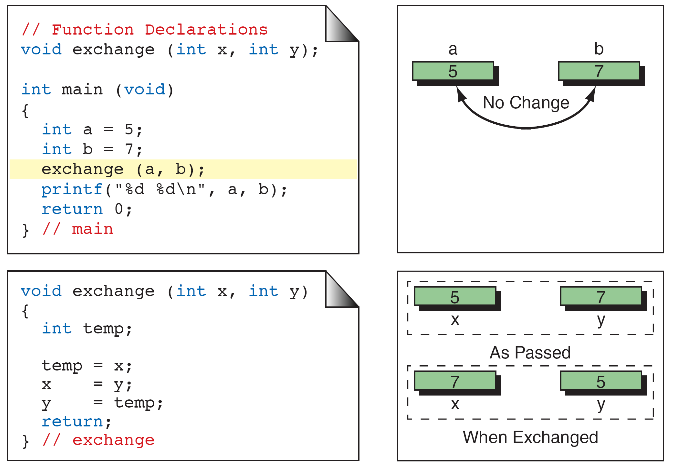 // Function Declarations
void exchange (int x, int y);
int main (void)
{
int a = 5;
int b = 7;
exchange (a, b);
printf("%d %d\n", a, b);
return 0;
} // main
a b
5 7
No Change
void exchange (int x, int y)
{
int temp;
temp = x;
x = y;
y = temp;
return;
} // exchange
5 7
x y
As Passed
7 5
x y
When Exchanged